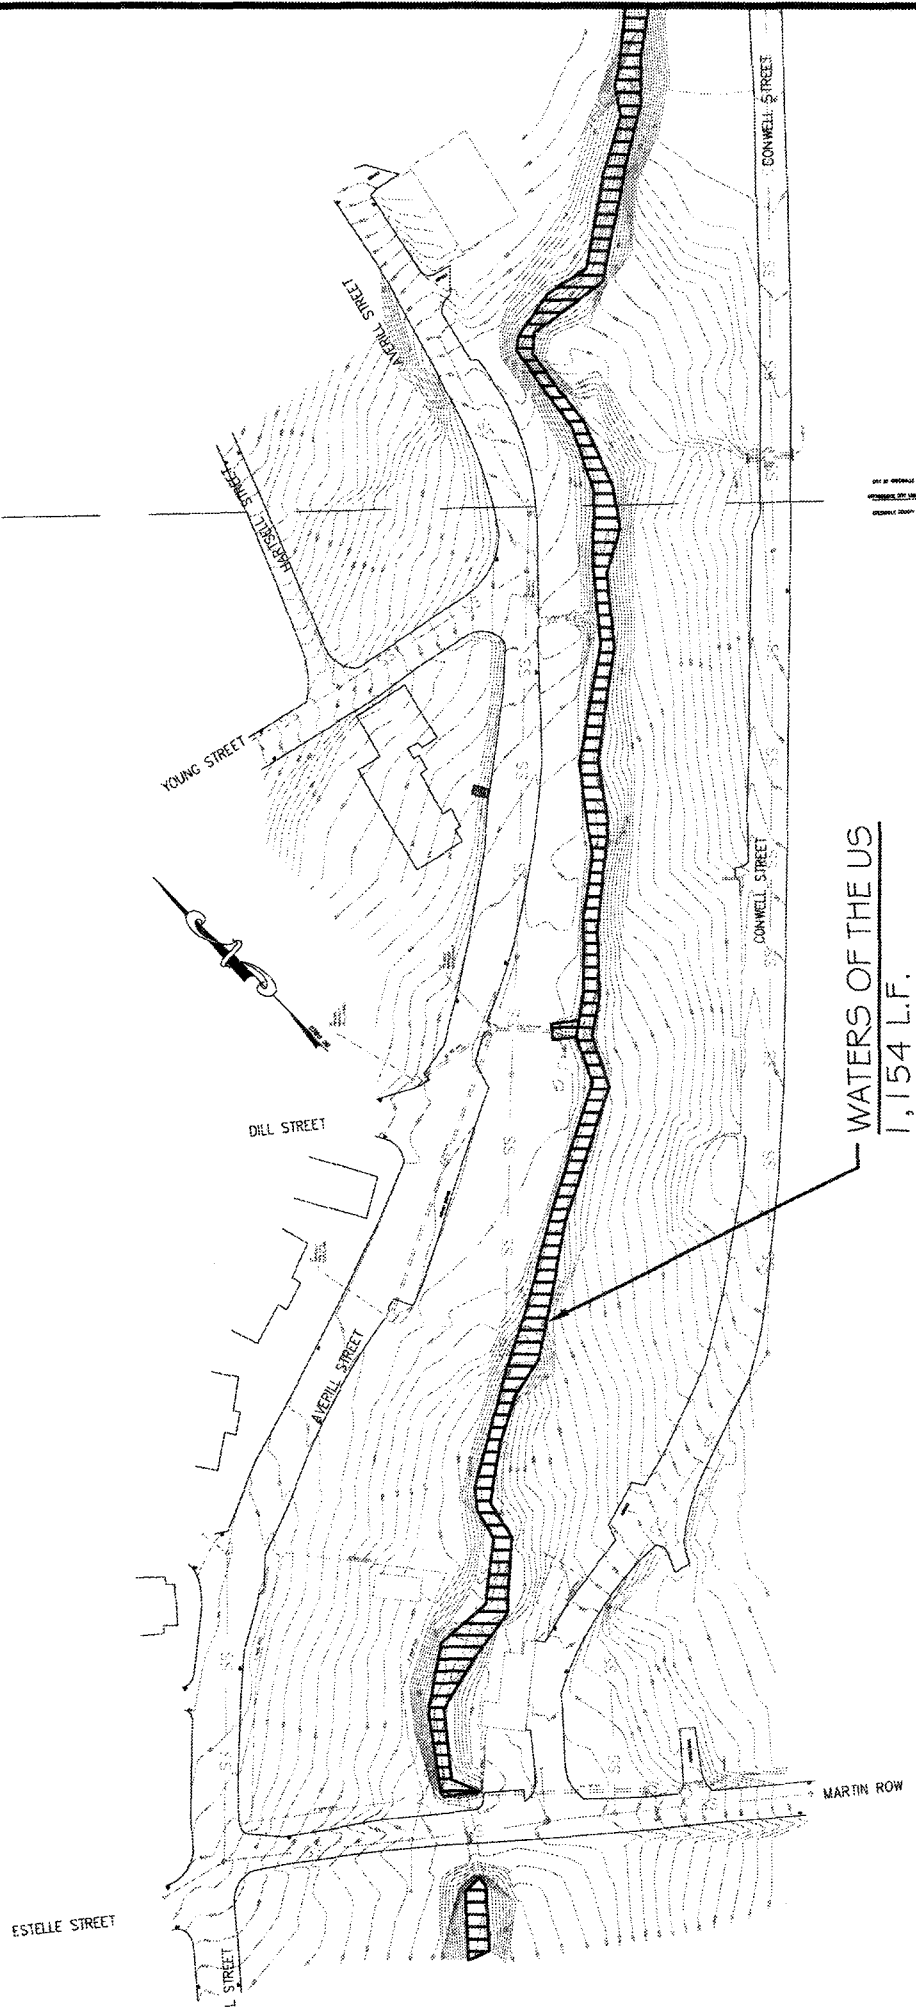 CONWELL STREET
AVERILL STREET
HARTSELL STREET
YOUNG STREET
CONWELL STREET
WATERS OF THE US
1,154 L.F.
DILL STREET
AVERILL STREET
MARTIN ROW
ESTELLE STREET
L STREET